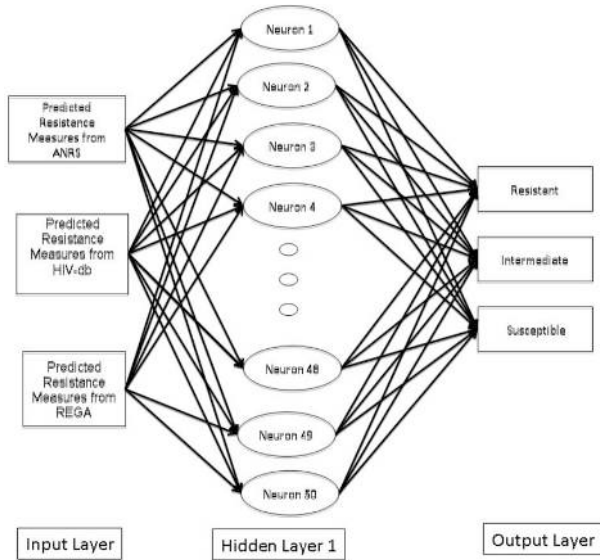 Neuron 1
Neuron 2
Neuron 3
Neuron 4
Neuron 48
Neuron 49
Neuron 50
Predicted
Resistance
Measures from
ANRS
Predicted
Resistance
Measures from
HIV-db
Predicted
Resistance
Measures from
REGA
Resistant
Intermediate
Susceptible
Input Layer
Hidden Layer 1
Output Layer